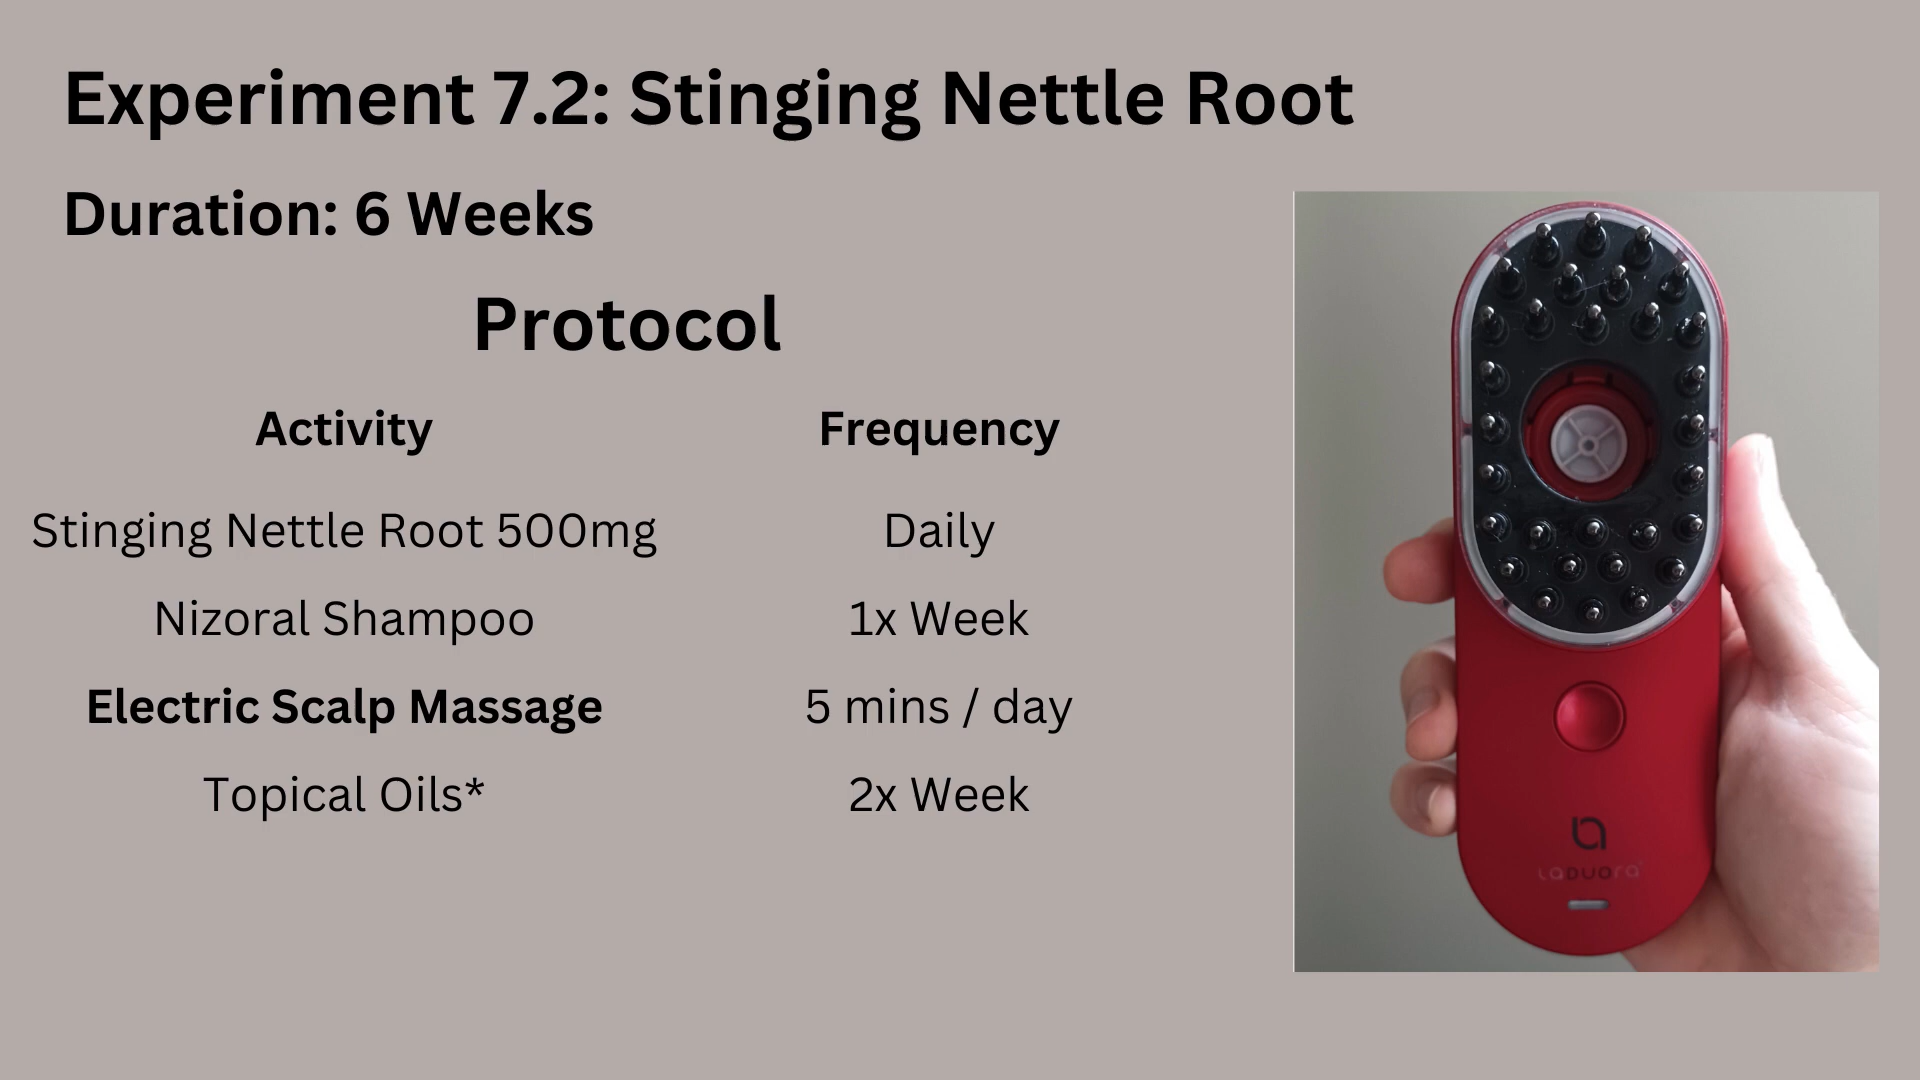 Experiment 7.2: Stinging Nettle Root
Duration: 6 Weeks
Protocol
Activity Frequency
Stinging Nettle Root 500mg Daily
Nizoral Shampoo 1x Week
Electric Scalp Massage 5 mins / day
Topical Oils* 2x Week
LADUORA